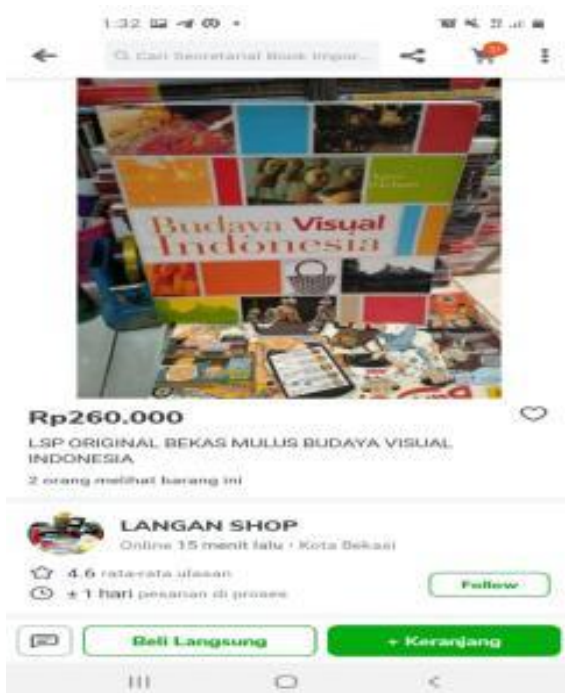 1:32
Cari Secretarial Book Impor...
Budaya Visual
Indonesia
Rp260.000
LSP ORIGINAL BEKAS MULUS BUDAYA VISUAL
INDONESIA
2 orang melihat barang ini
LANGAN SHOP
Online 15 menit lalu • Kota Bekasi
4.6 rata-rata ulasan
± 1 hari pesanan di proses
Follow
Beli Langsung
+ Keranjang